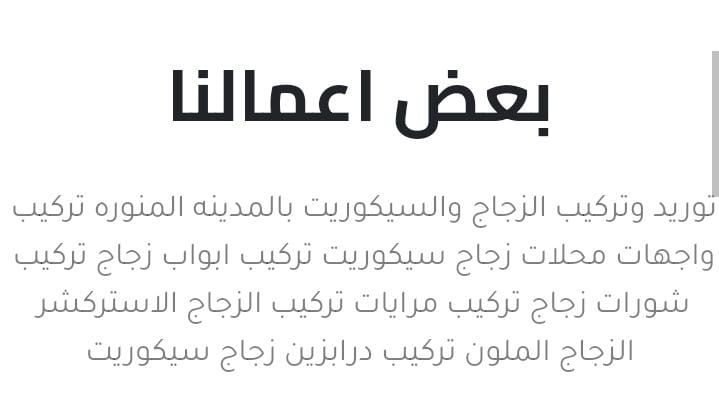 بعض اعمالنا
توريد وتركيب الزجاج والسيكوريت بالمدينه المنوره تركيب
واجهات محلات زجاج سيكوريت تركيب ابواب زجاج تركيب
شورات زجاج تركيب مرايات تركيب الزجاج الاستركشر
الزجاج الملون تركيب درابزين زجاج سيكوريت